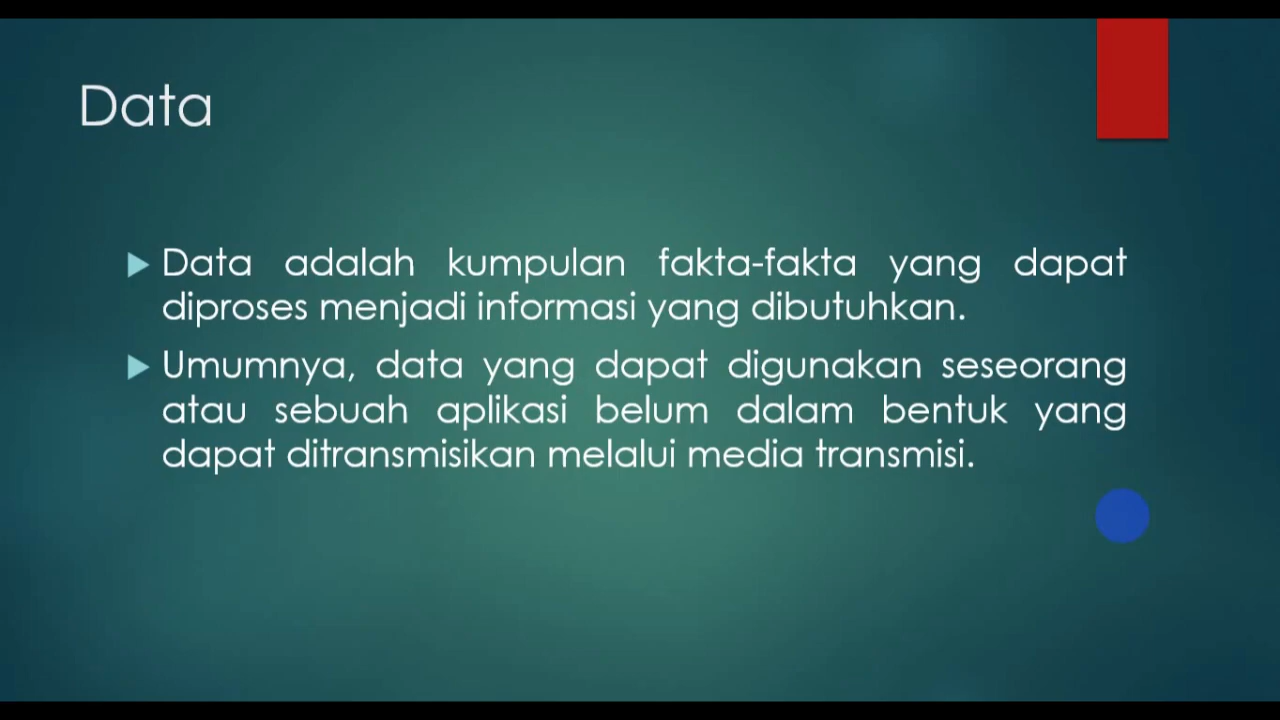 Data
Data adalah kumpulan fakta-fakta yang dapat
diproses menjadi informasi yang dibutuhkan.
Umumnya, data yang dapat digunakan seseorang
atau sebuah aplikasi belum dalam bentuk yang
dapat ditransmisikan melalui media transmisi.